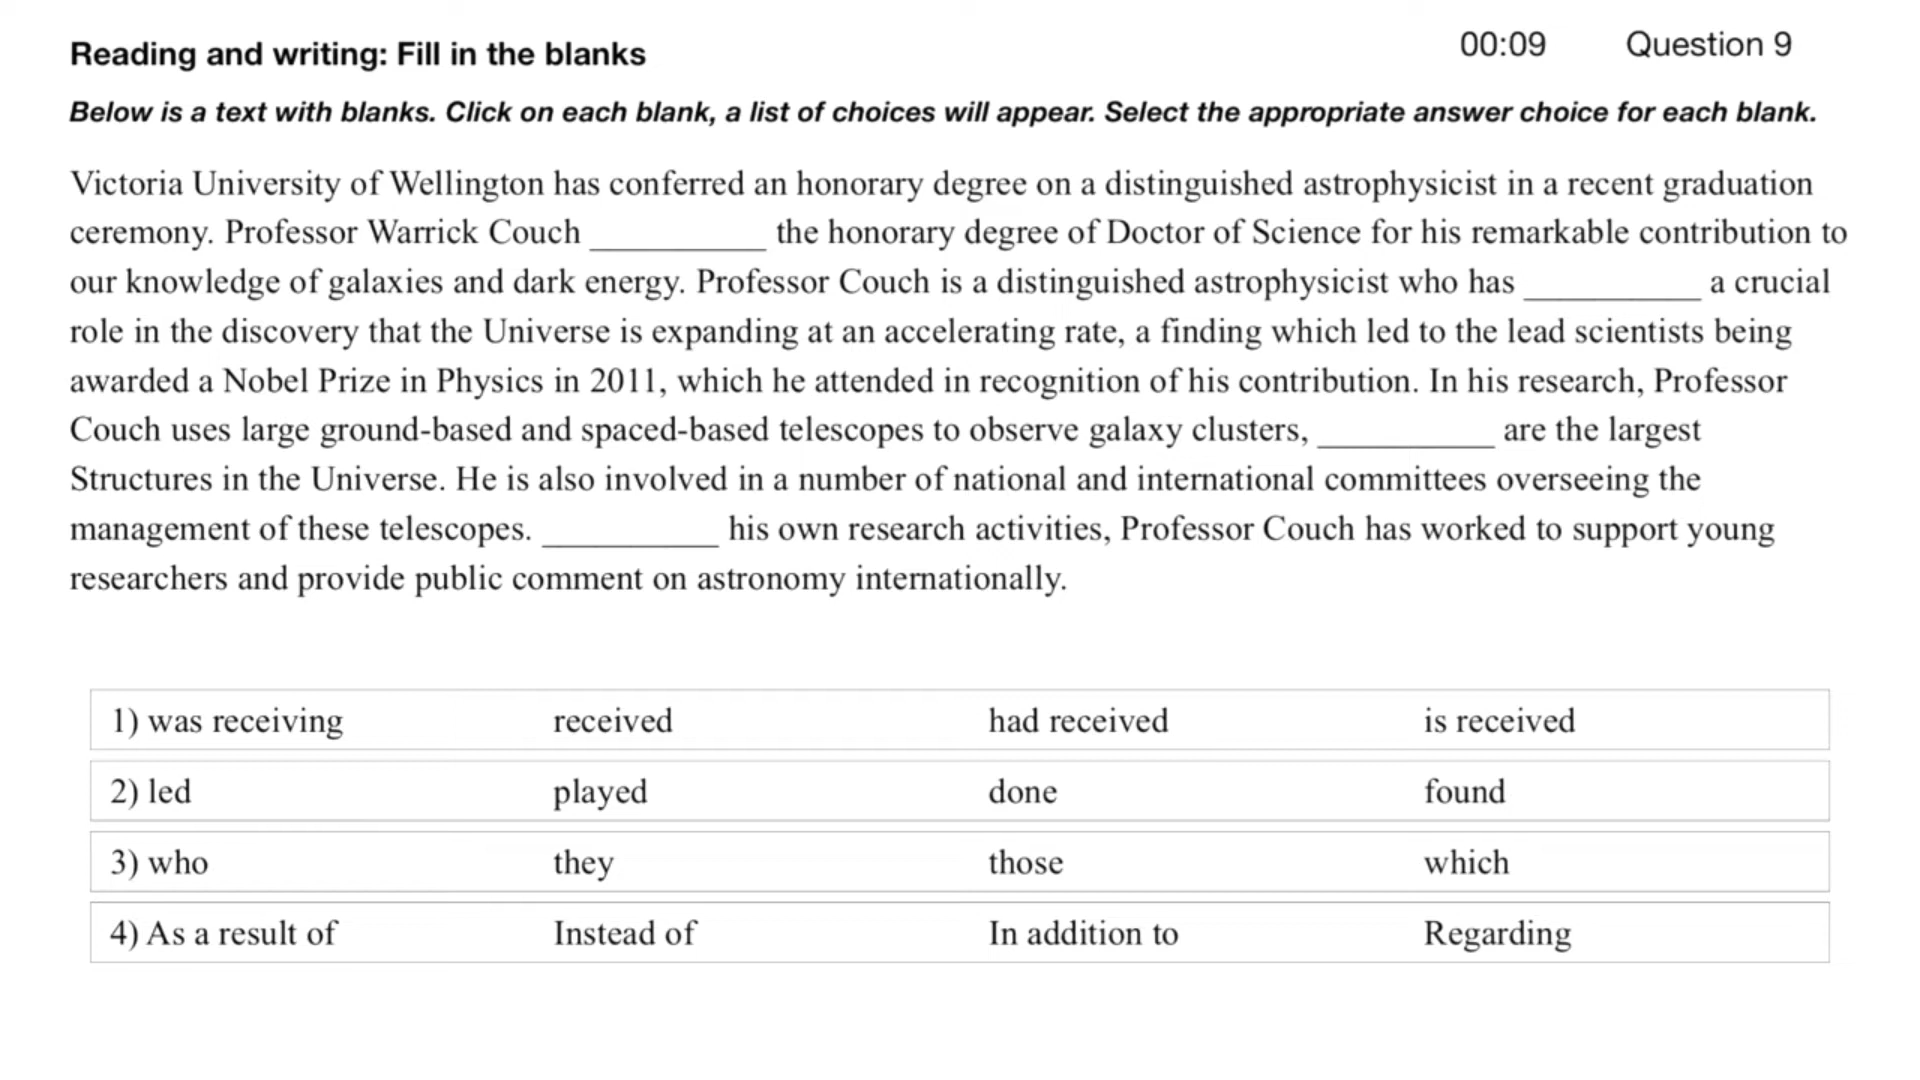 Reading and writing: Fill in the blanks
00:09 Question 9
Below is a text with blanks. Click on each blank, a list of choices will appear. Select the appropriate answer choice for each blank.
Victoria University of Wellington has conferred an honorary degree on a distinguished astrophysicist in a recent graduation
ceremony. Professor Warrick Couch __________ the honorary degree of Doctor of Science for his remarkable contribution to
our knowledge of galaxies and dark energy. Professor Couch is a distinguished astrophysicist who has __________ a crucial
role in the discovery that the Universe is expanding at an accelerating rate, a finding which led to the lead scientists being
awarded a Nobel Prize in Physics in 2011, which he attended in recognition of his contribution. In his research, Professor
Couch uses large ground-based and spaced-based telescopes to observe galaxy clusters, __________ are the largest
Structures in the Universe. He is also involved in a number of national and international committees overseeing the
management of these telescopes. __________ his own research activities, Professor Couch has worked to support young
researchers and provide public comment on astronomy internationally.
1) was receiving received had received is received
2) led played done found
3) who they those which
4) As a result of Instead of In addition to Regarding